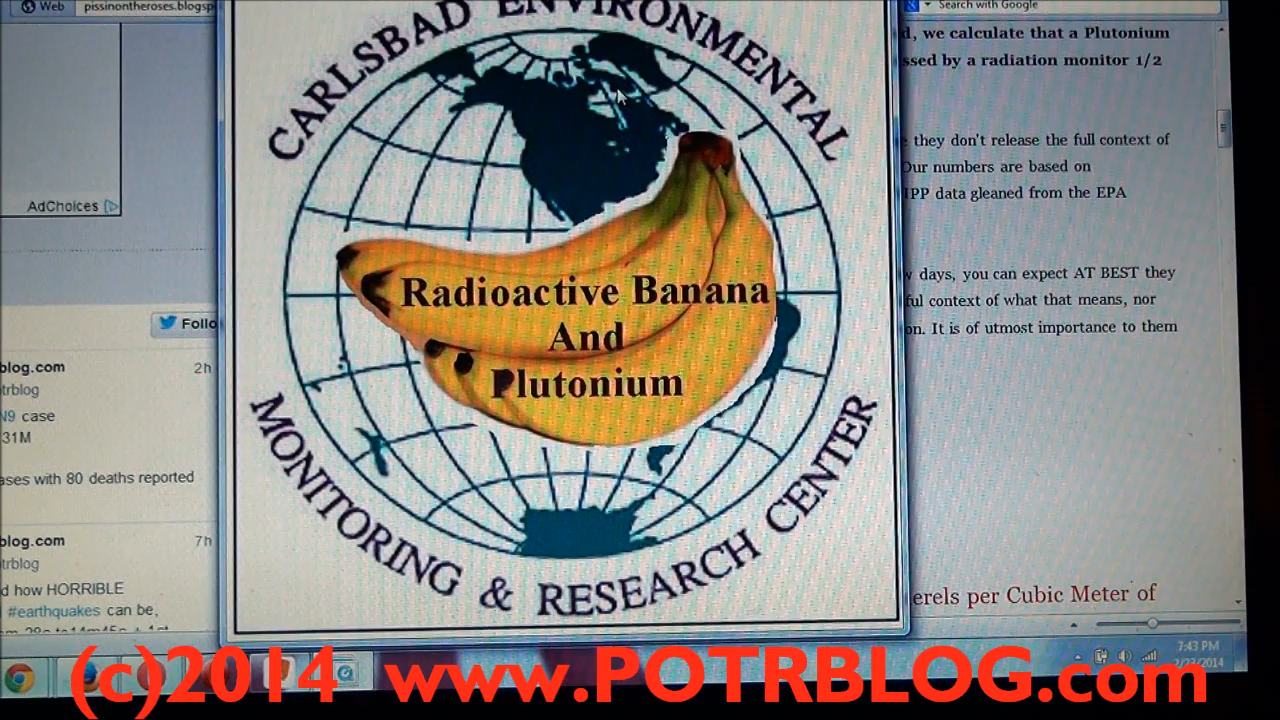 Web
pissinontheroses.blogsp
Search with Google
AdChoices
Follo
blog.com
2h
trblog
N9 case
31M
ases with 80 deaths reported
blog.com
7h
trblog
d how HORRIBLE
#earthquakes can be,
CARLSBAD ENVIRONMENTAL
Radioactive Banana
And
Plutonium
MONITORING & RESEARCH CENTER
d, we calculate that a Plutonium
ssed by a radiation monitor 1/2
they don't release the full context of
Our numbers are based on
IPP data gleaned from the EPA
days, you can expect AT BEST they
ful context of what that means, nor
on. It is of utmost importance to them
erels per Cubic Meter of
7:43 PM
2/23/2014
(c)2014 www.POTRBLOG.com